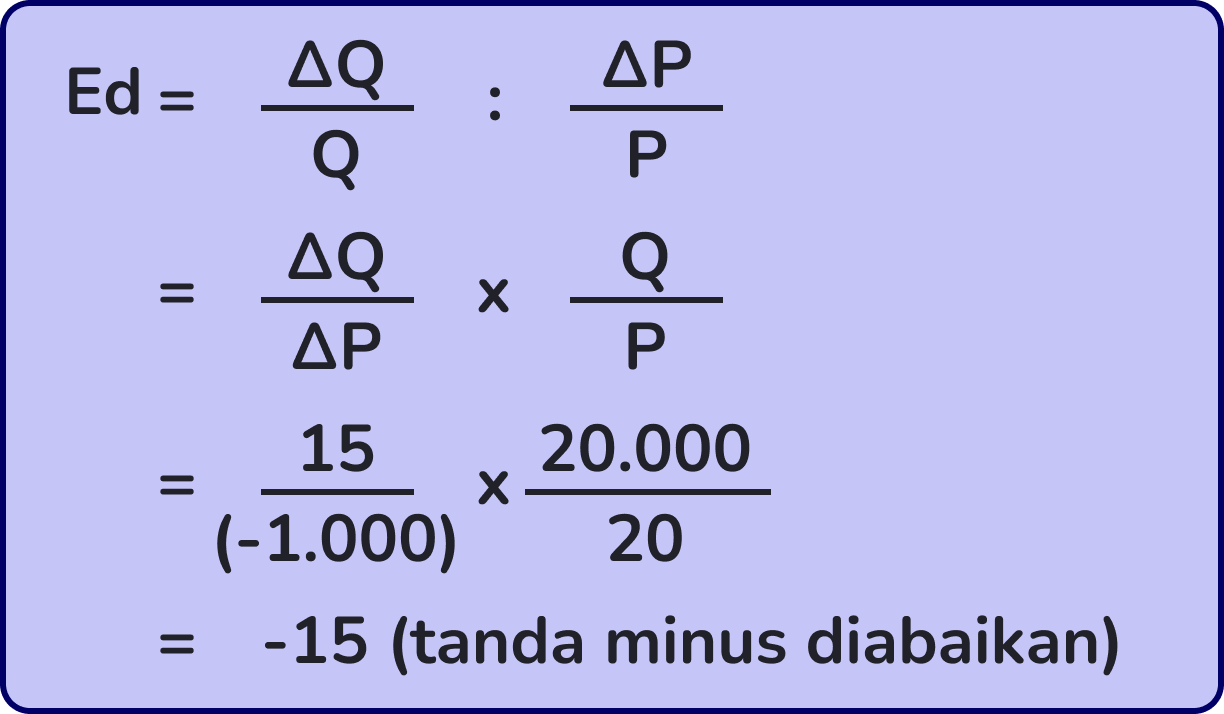 Ed = ΔQ/Q : ΔP/P
= ΔQ/ΔP x Q/P
= 15/(-1.000) x 20.000/20
= -15 (tanda minus diabaikan)